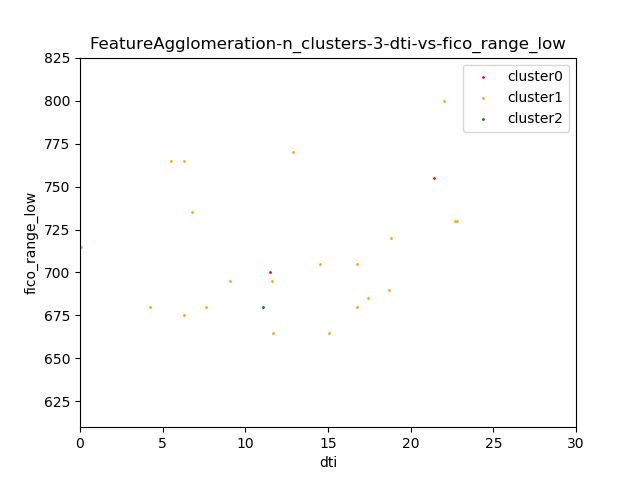 FeatureAgglomeration-n_clusters-3-dti-vs-fico_range_low
825
800
775
750
725
700
675
650
625
fico_range_low
cluster0
cluster1
cluster2
0 5 10 15 20 25 30
dti